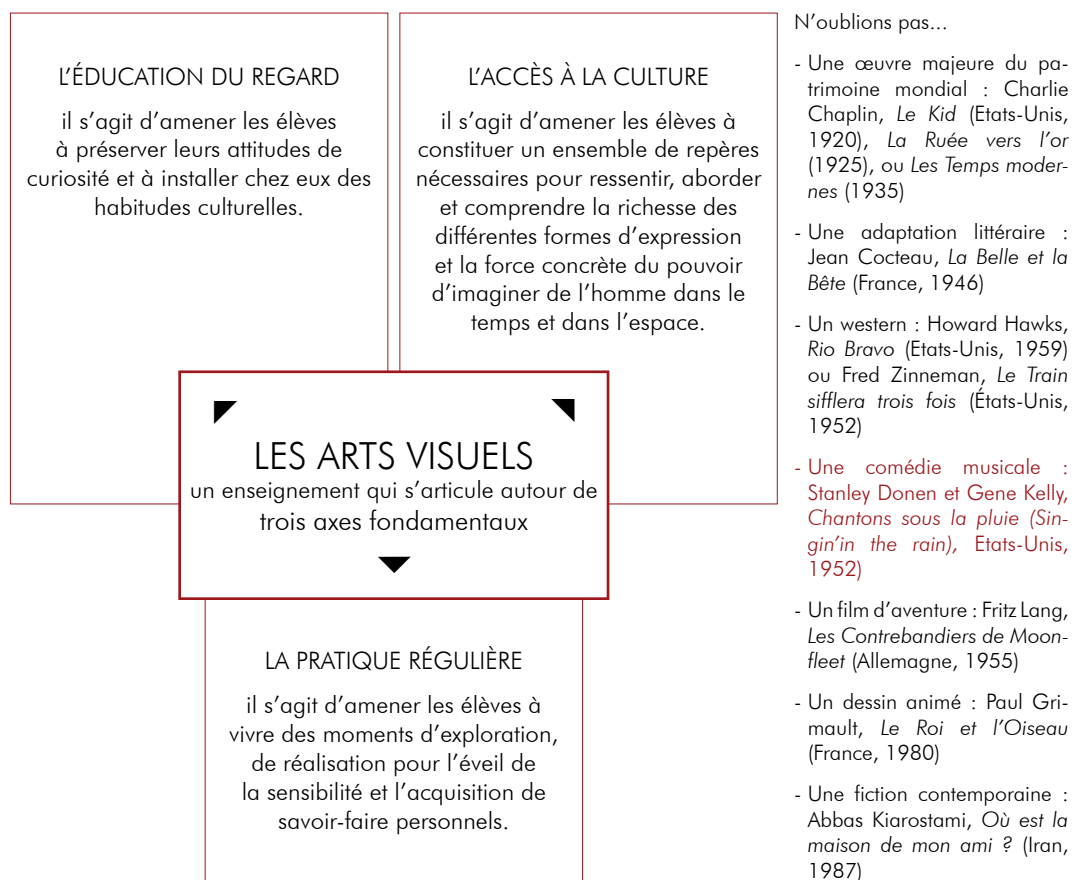 L'ÉDUCATION DU REGARD
il s'agit d'amener les élèves
à préserver leurs attitudes de
curiosité et à installer chez eux des
habitudes culturelles.
L'ACCÈS À LA CULTURE
il s'agit d'amener les élèves à
constituer un ensemble de repères
nécessaires pour ressentir, aborder
et comprendre la richesse des
différentes formes d'expression
et la force concrète du pouvoir
d'imaginer de l'homme dans le
temps et dans l'espace.
LES ARTS VISUELS
un enseignement qui s'articule autour de
trois axes fondamentaux
LA PRATIQUE RÉGULIÈRE
il s'agit d'amener les élèves à
vivre des moments d'exploration,
de réalisation pour l'éveil de
la sensibilité et l'acquisition de
savoir-faire personnels.
N'oublions pas...
- Une œuvre majeure du pa-
trimoine mondial : Charlie
Chaplin, Le Kid (Etats-Unis,
1920), La Ruée vers l'or
(1925), ou Les Temps moder-
nes (1935)
- Une adaptation littéraire :
Jean Cocteau, La Belle et la
Bête (France, 1946)
- Un western : Howard Hawks,
Rio Bravo (Etats-Unis, 1959)
ou Fred Zinneman, Le Train
sifflera trois fois (États-Unis,
1952)
- Une comédie musicale :
Stanley Donen et Gene Kelly,
Chantons sous la pluie (Sin-
gin'in the rain), Etats-Unis,
1952)
- Un film d'aventure : Fritz Lang,
Les Contrebandiers de Moon-
fleet (Allemagne, 1955)
- Un dessin animé : Paul Gri-
mault, Le Roi et l'Oiseau
(France, 1980)
- Une fiction contemporaine :
Abbas Kiarostami, Où est la
maison de mon ami ? (Iran,
1987)